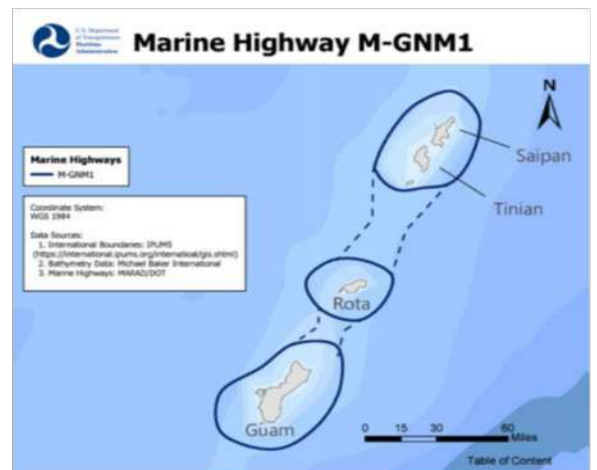 U.S. Department
of Transportation
Maritime
Administration
Marine Highway M-GNM1
N
Marine Highways
M-GNM1
Coordinate System:
WGS 1984
Data Sources:
1. International Boundaries: IPUMS
(https://international.ipums.org/internatioal/gis.shtml)
2. Bathymetry Data: Michael Baker International
3. Marine Highways: MARAD/DOT
Saipan
Tinian
Rota
Guam
0 15 30 60
Miles
Table of Content